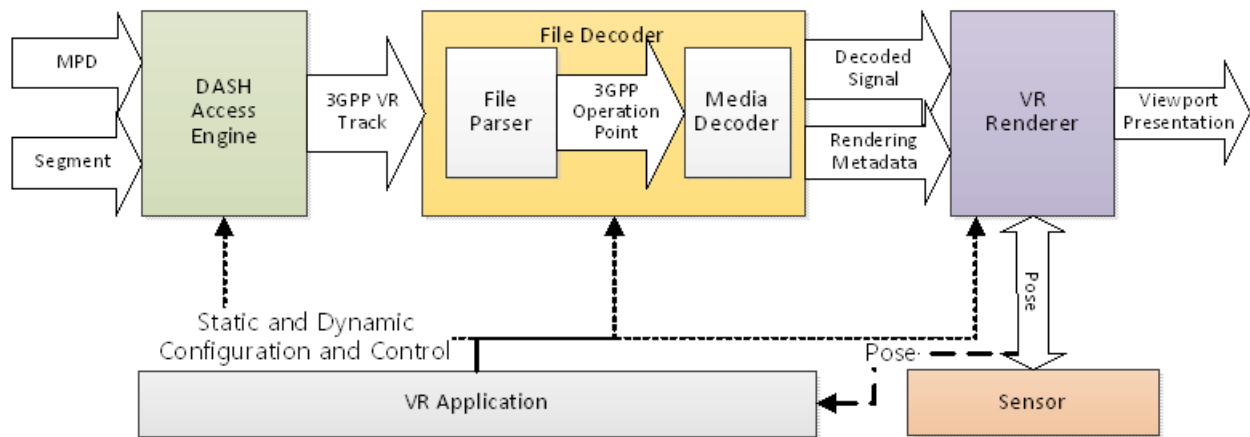 MPD
Segment
DASH
Access
Engine
3GPP VR
Track
File Decoder
File
Parser
3GPP
Operation
Point
Media
Decoder
Decoded
Signal
Rendering
Metadata
VR
Renderer
Viewport
Presentation
Pose
Static and Dynamic
Configuration and Control
Pose
VR Application
Sensor